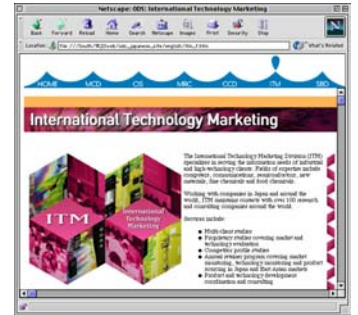 Netscape: ODS: International Technology Marketing
Back Forward Reload Home Search Netscape Images Print Security Stop
Location:
What's Related
HOME MCD CIS MRC CCD ITM SBD
International Technology Marketing
ITM
International
Technology
Marketing
The International Technology Marketing Division (ITM)
specializes in serving the information needs of industrial
and high-technology clients. Fields of expertise include
computers, communications, semiconductors, new
materials, fine chemicals and food chemicals.
Working with companies in Japan and around the
world, ITM maintains contacts with over 100 research
and consulting companies around the world.
Services include:
Multi-client studies
Proprietary studies covering market and
technology evaluation
Competitor profile studies
Annual retainer program covering market
monitoring, technology monitoring and product
sourcing in Japan and East Asian markets
Product and technology development
coordination and consulting